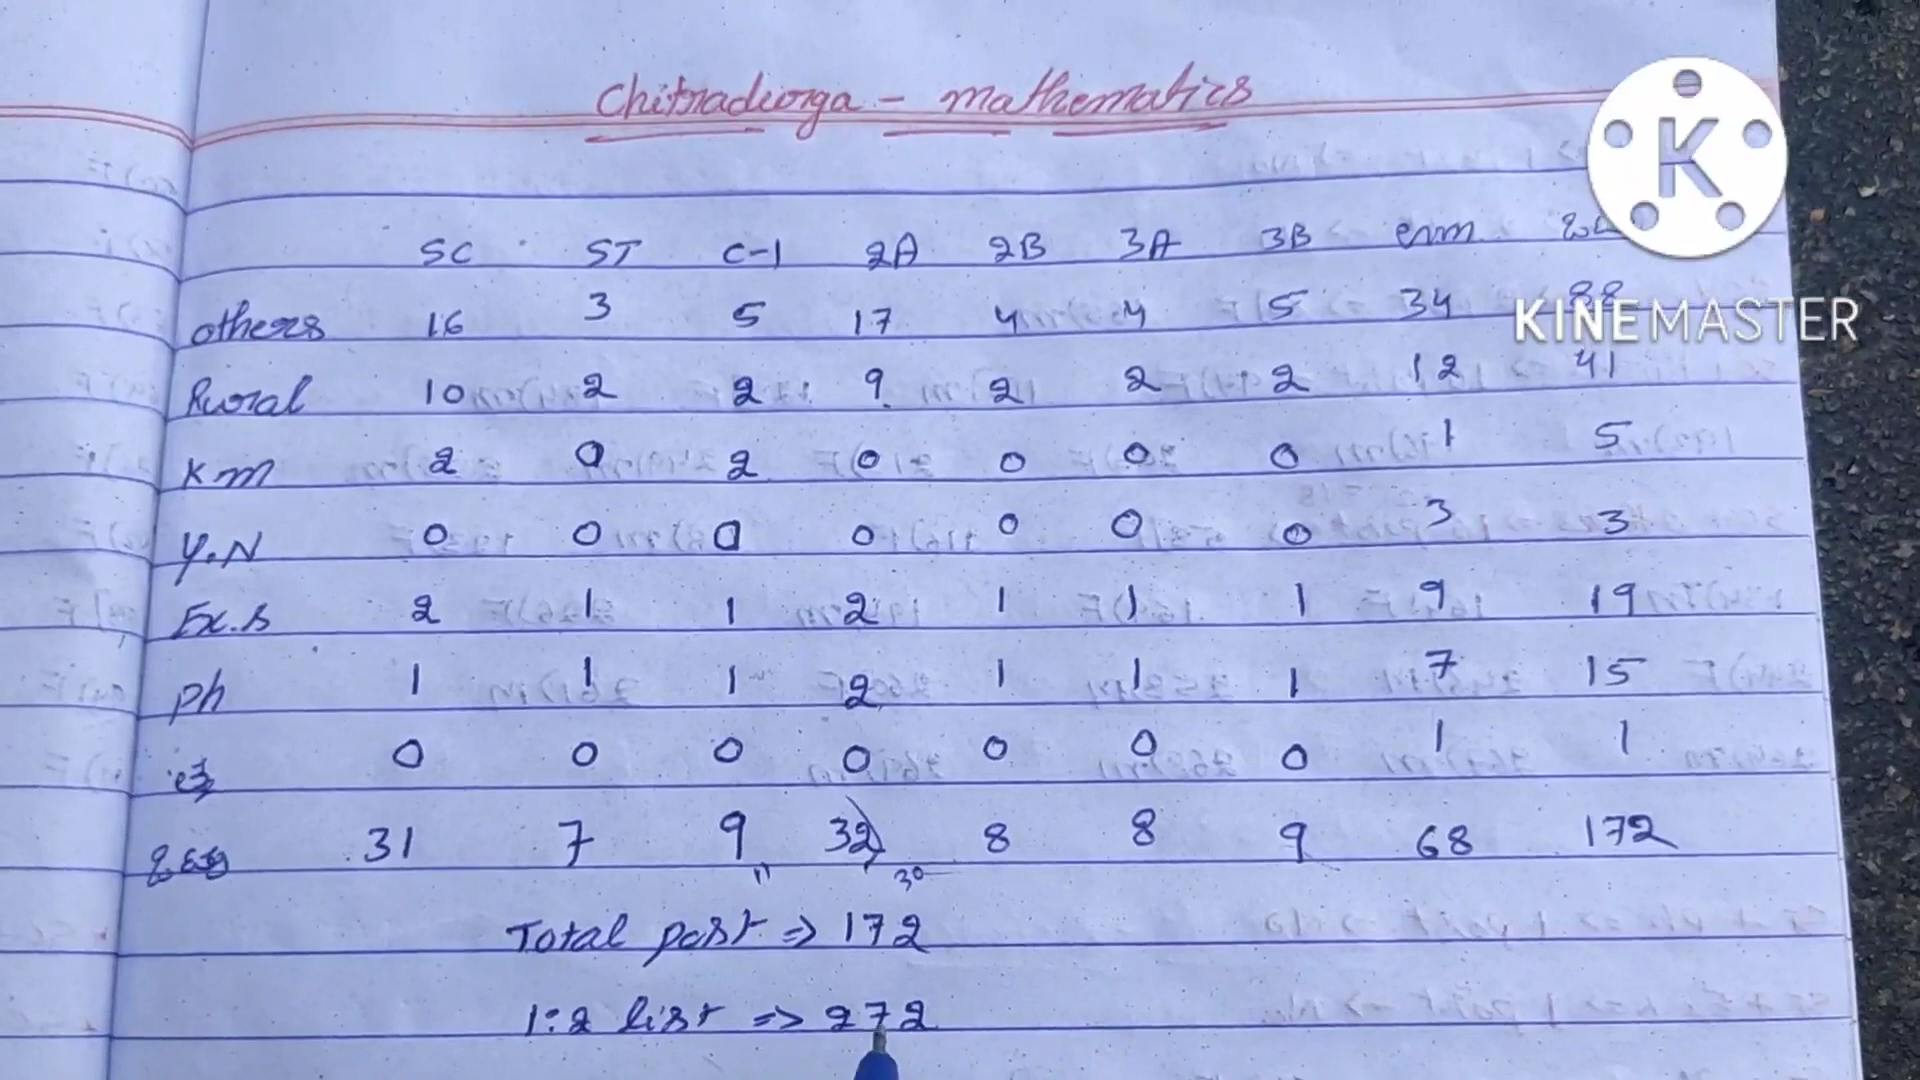 Chitradurga - mathematics
SC ST C-1 2A 2B 3A 3B
others 16 3 5 17 4 4 5 34 88
Rural 10 2 2 9 2 2 2 12 41
K m 2 0 2 0 0 0 0 1 5
Y.N 0 0 0 0 0 0 0 3 3
Ex.s 2 1 1 2 1 1 1 9 19
ph 1 1 1 2 1 1 1 7 15
0 0 0 0 0 0 0 1 1
31 7 9 32 8 8 9 68 172
11 30
Total post => 172
1:2 list => 272
K
KINEMASTER